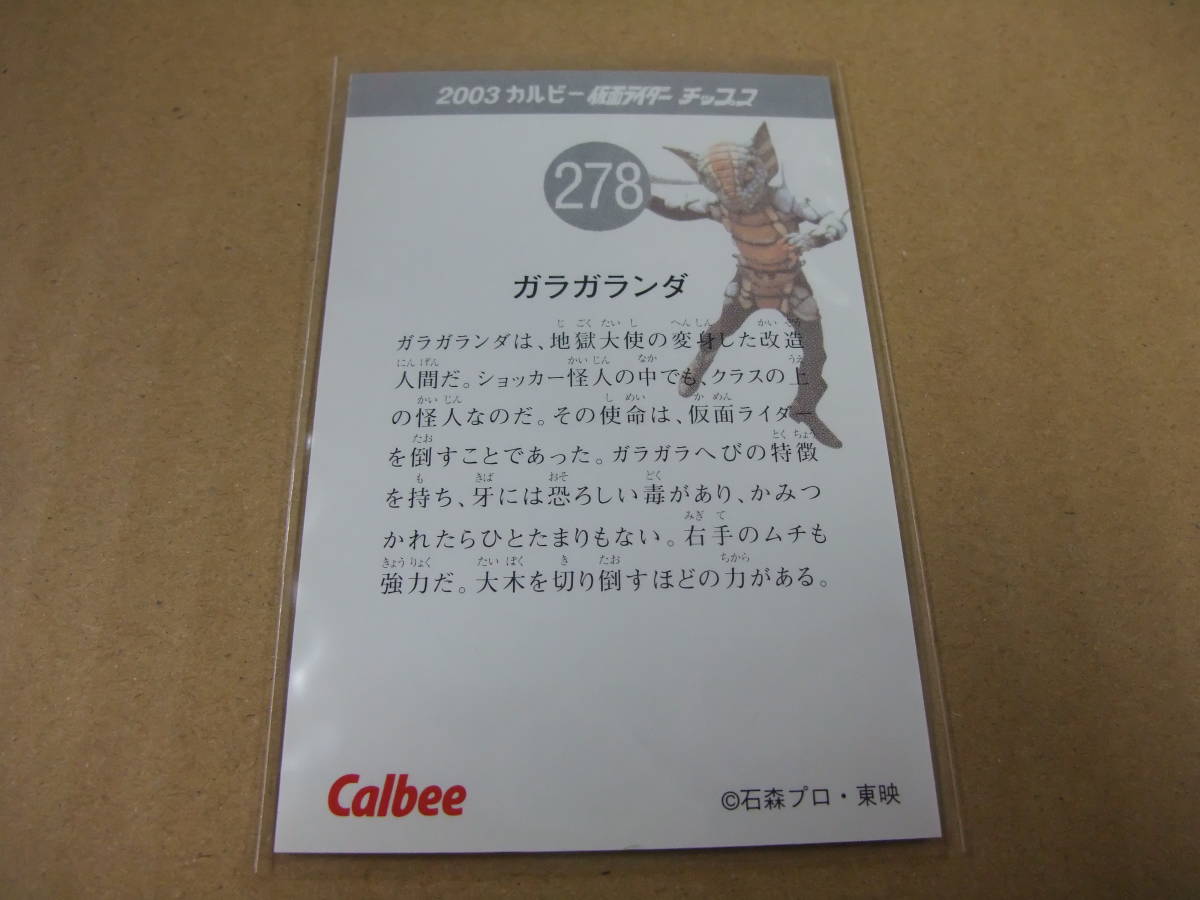 2003 カルビー 仮面ライダー チップス
278
ガラガランダ
ガラガランダは、地獄大使の変身した改造
人間だ。ショッカー怪人の中でも、クラスの上
の怪人なのだ。その使命は、仮面ライダー
を倒すことであった。ガラガラへびの特徴
を持ち、牙には恐ろしい毒があり、かみつ
かれたらひとたまりもない。右手のムチも
強力だ。大木を切り倒すほどの力がある。
Calbee
©石森プロ・東映